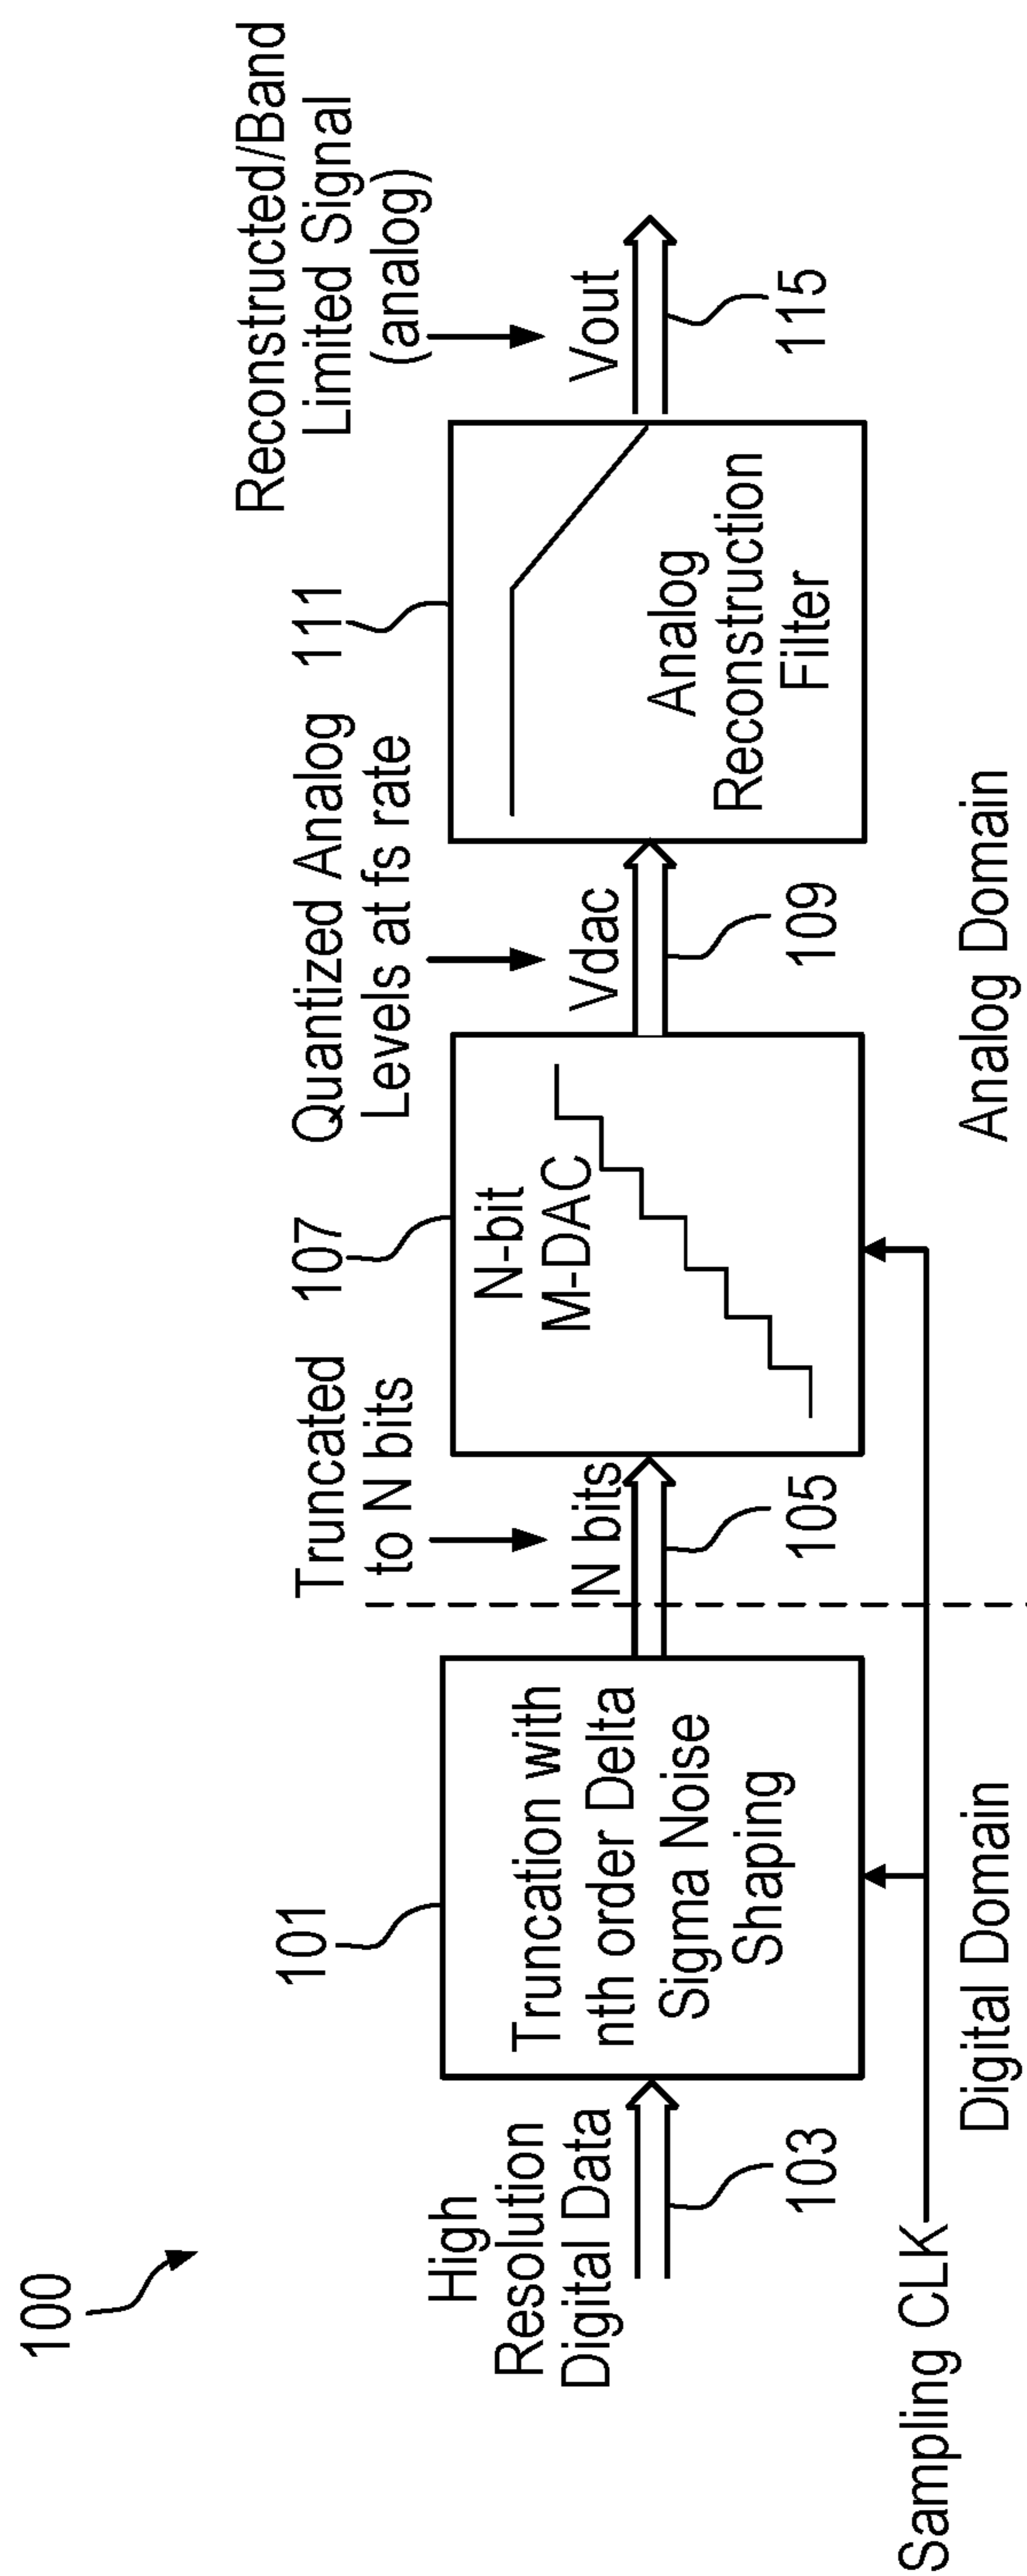 100
High
Resolution
Digital Data
103
101
Truncation with
nth order Delta
Sigma Noise
Shaping
Truncated
to N bits
N bits
105
107
N-bit
M-DAC
Quantized Analog
Levels at fs rate
Vdac
109
111
Analog
Reconstruction
Filter
Reconstructed/Band
Limited Signal
(analog)
Vout
115
Sampling CLK
Digital Domain
Analog Domain